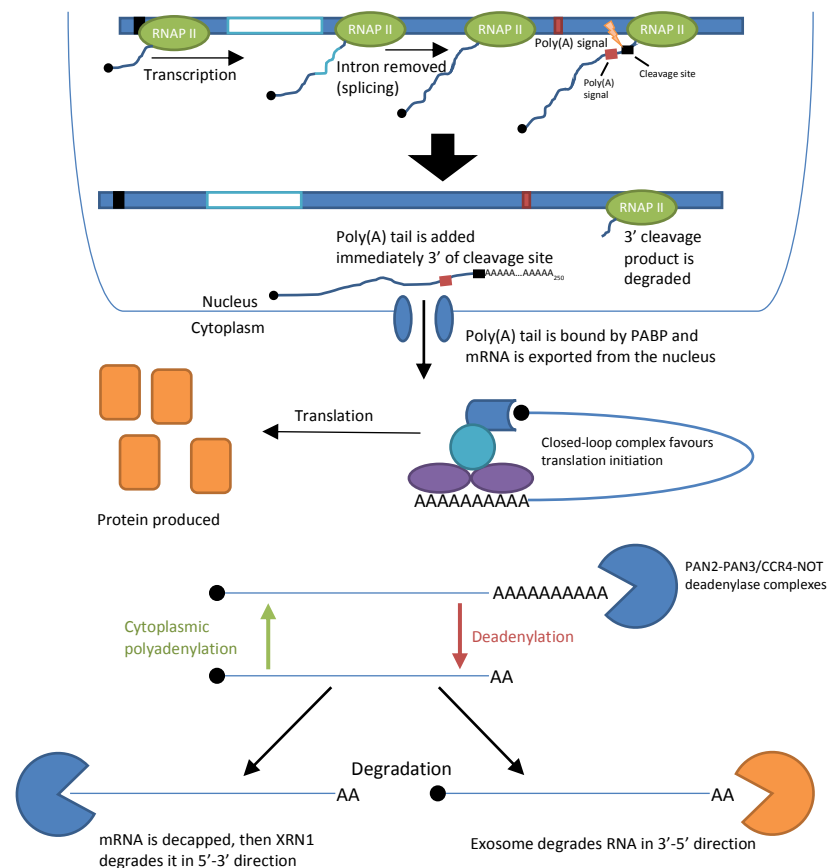 RNAP II
RNAP II
RNAP II
RNAP II
Transcription
Intron removed
(splicing)
Poly(A) signal
Poly(A)
signal
Cleavage site
RNAP II
Poly(A) tail is added
immediately 3’ of cleavage site
3’ cleavage
product is
degraded
AAAAA...AAAAA250
Nucleus
Cytoplasm
Poly(A) tail is bound by PABP and
mRNA is exported from the nucleus
Translation
Closed-loop complex favours
translation initiation
AAAAAAAAAA
Protein produced
PAN2-PAN3/CCR4-NOT
deadenylase complexes
AAAAAAAAAA
Cytoplasmic
polyadenylation
Deadenylation
AA
Degradation
AA
AA
mRNA is decapped, then XRN1
degrades it in 5’-3’ direction
Exosome degrades RNA in 3’-5’ direction